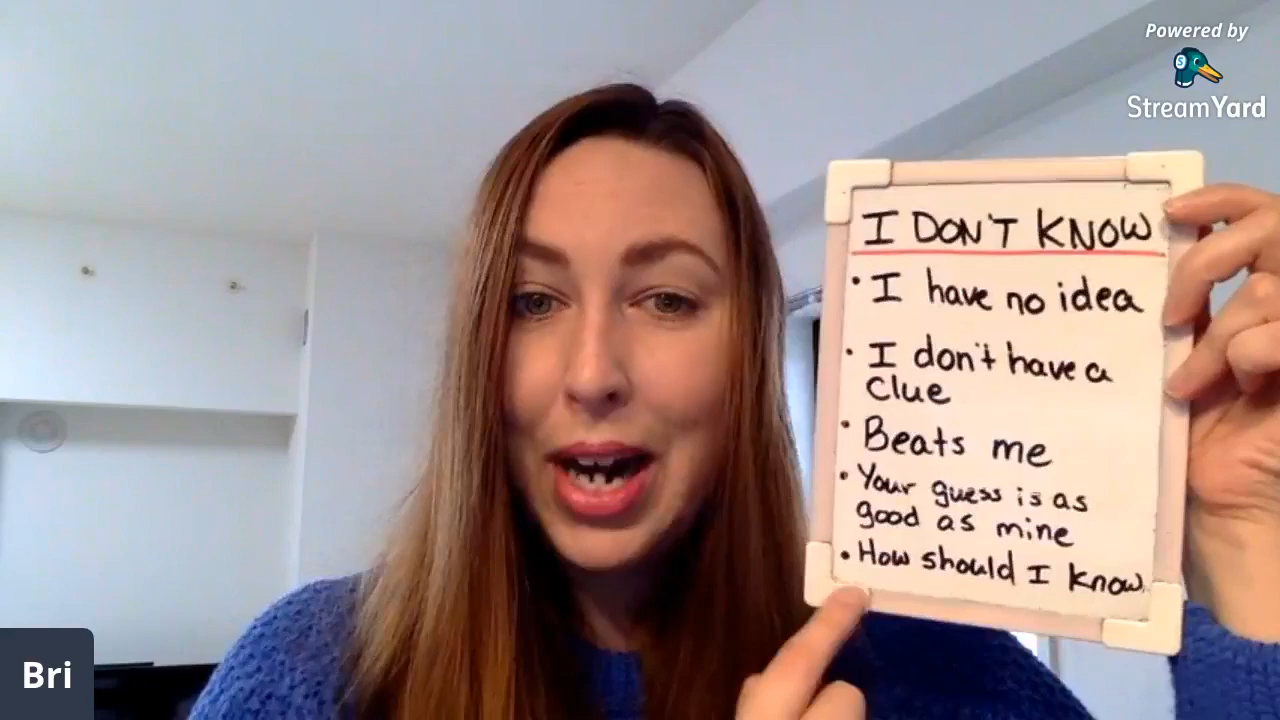 Powered by
StreamYard
I DON'T KNOW
• I have no idea
• I don't have a
clue
• Beats me
• Your guess is as
good as mine
• How should I know
Bri